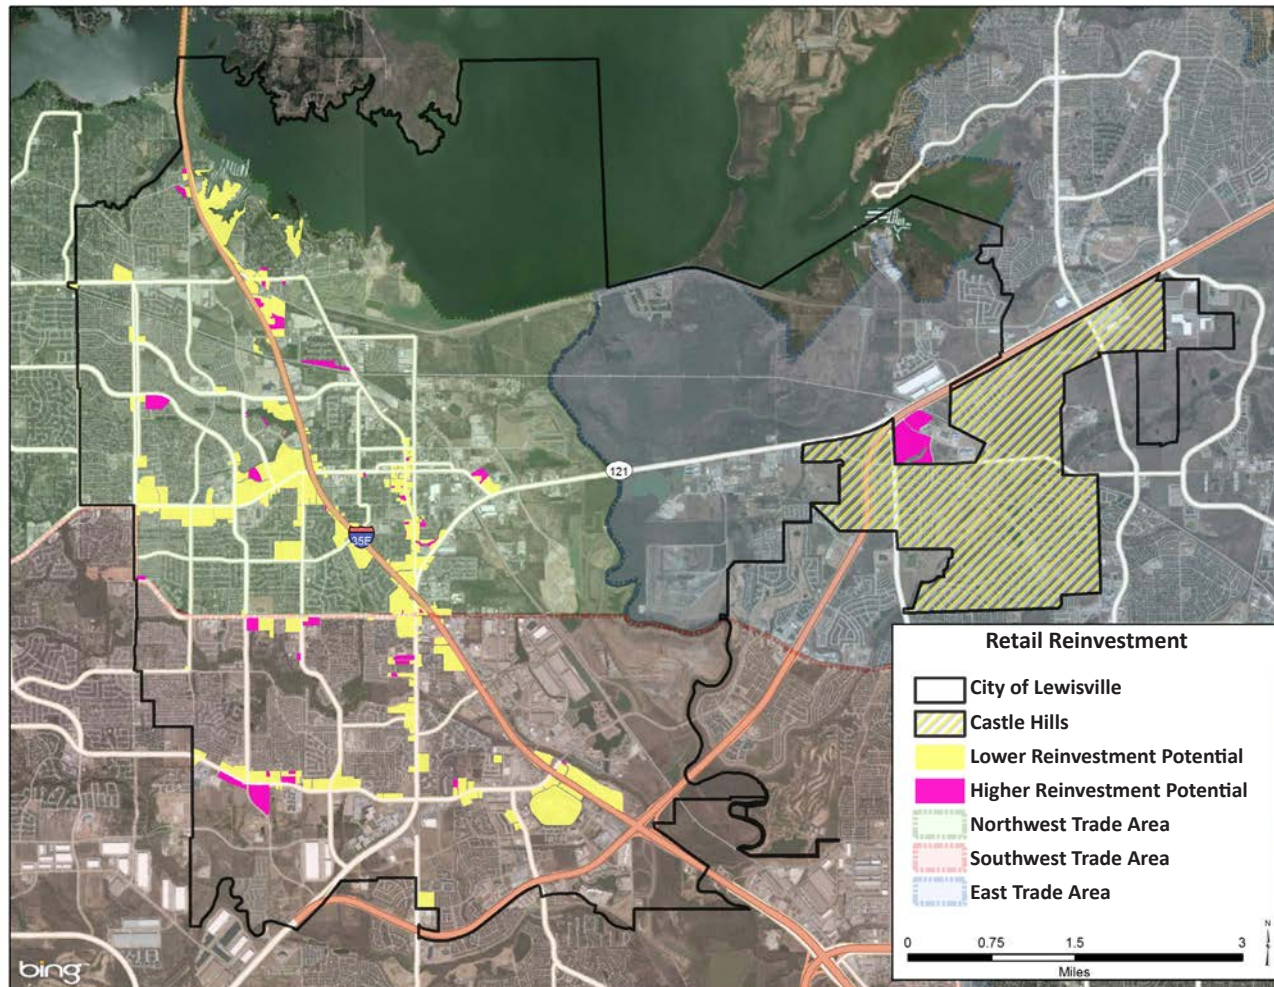 121
35E
Retail Reinvestment
City of Lewisville
Castle Hills
Lower Reinvestment Potential
Higher Reinvestment Potential
Northwest Trade Area
Southwest Trade Area
East Trade Area
N
0 0.75 1.5 3
Miles
bing